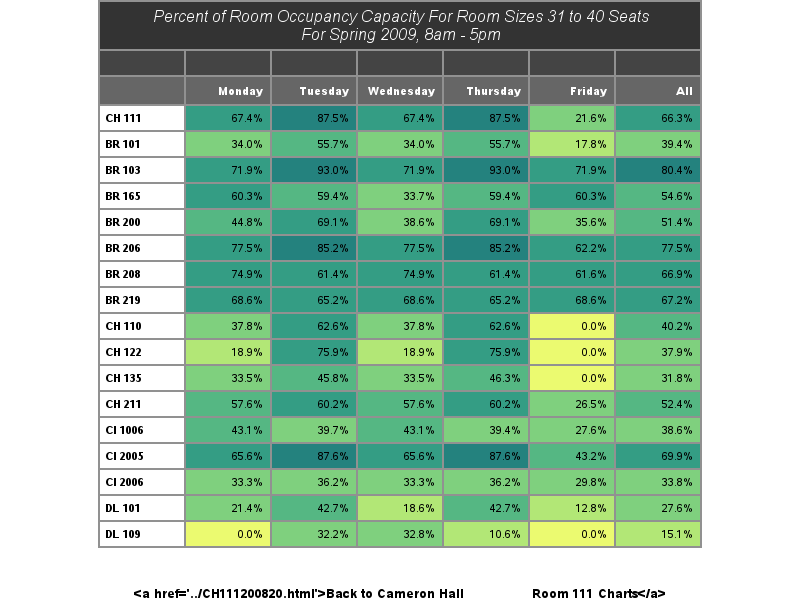 Percent of Room Occupancy Capacity For Room Sizes 31 to 40 Seats
For Spring 2009, 8am - 5pm
Monday Tuesday Wednesday Thursday Friday All
CH 111 67.4% 87.5% 67.4% 87.5% 21.6% 66.3%
BR 101 34.0% 55.7% 34.0% 55.7% 17.8% 39.4%
BR 103 71.9% 93.0% 71.9% 93.0% 71.9% 80.4%
BR 165 60.3% 59.4% 33.7% 59.4% 60.3% 54.6%
BR 200 44.8% 69.1% 38.6% 69.1% 35.6% 51.4%
BR 206 77.5% 85.2% 77.5% 85.2% 62.2% 77.5%
BR 208 74.9% 61.4% 74.9% 61.4% 61.6% 66.9%
BR 219 68.6% 65.2% 68.6% 65.2% 68.6% 67.2%
CH 110 37.8% 62.6% 37.8% 62.6% 0.0% 40.2%
CH 122 18.9% 75.9% 18.9% 75.9% 0.0% 37.9%
CH 135 33.5% 45.8% 33.5% 46.3% 0.0% 31.8%
CH 211 57.6% 60.2% 57.6% 60.2% 26.5% 52.4%
CI 1006 43.1% 39.7% 43.1% 39.4% 27.6% 38.6%
CI 2005 65.6% 87.6% 65.6% 87.6% 43.2% 69.9%
CI 2006 33.3% 36.2% 33.3% 36.2% 29.8% 33.8%
DL 101 21.4% 42.7% 18.6% 42.7% 12.8% 27.6%
DL 109 0.0% 32.2% 32.8% 10.6% 0.0% 15.1%
<a href='../CH111200820.html'>Back to Cameron Hall Room 111 Charts</a>